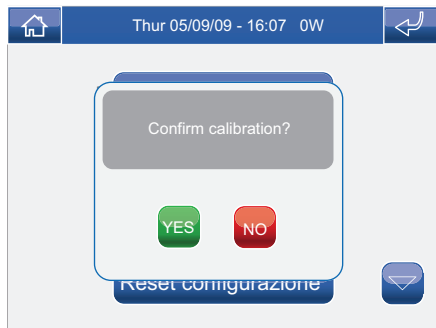 Thur 05/09/09 - 16:07 0W
Confirm calibration?
YES NO
Reset configurazione